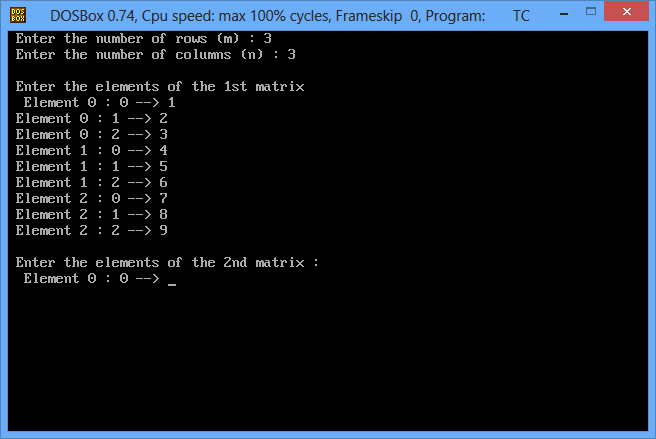 DOSBox 0.74, Cpu speed: max 100% cycles, Frameskip 0, Program: TC
Enter the number of rows (m) : 3
Enter the number of columns (n) : 3
Enter the elements of the 1st matrix
Element 0 : 0 --> 1
Element 0 : 1 --> 2
Element 0 : 2 --> 3
Element 1 : 0 --> 4
Element 1 : 1 --> 5
Element 1 : 2 --> 6
Element 2 : 0 --> 7
Element 2 : 1 --> 8
Element 2 : 2 --> 9
Enter the elements of the 2nd matrix :
Element 0 : 0 --> _